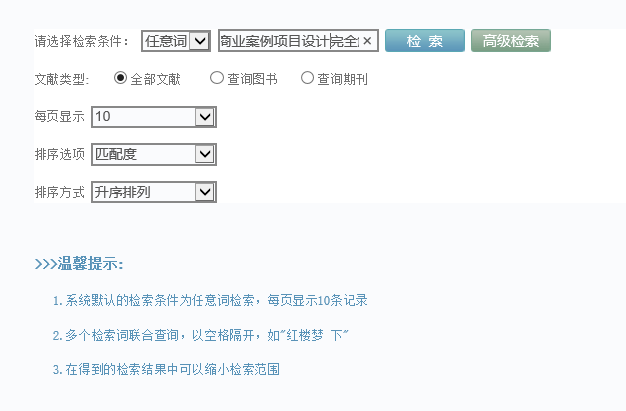 请选择检索条件: 任意词 商业案例项目设计完全 检 索 高级检索
文献类型: 全部文献 查询图书 查询期刊
每页显示 10
排序选项 匹配度
排序方式 升序排列
>>>温馨提示:
1.系统默认的检索条件为任意词检索，每页显示10条记录
2.多个检索词联合查询，以空格隔开，如"红楼梦 下"
3.在得到的检索结果中可以缩小检索范围